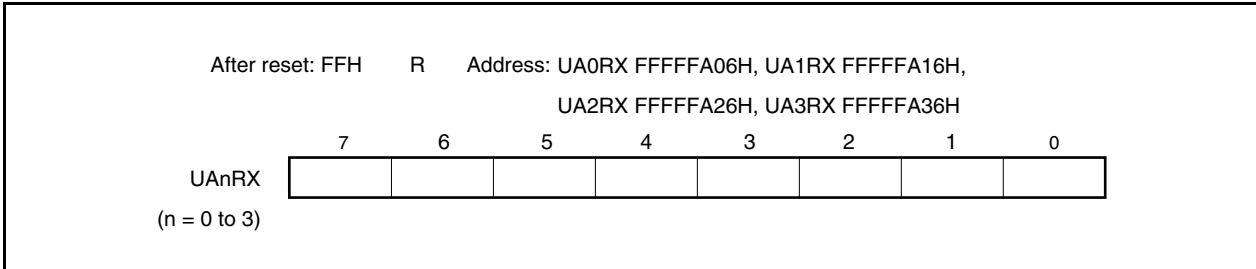 After reset: FFH R Address: UA0RX FFFFFA06H, UA1RX FFFFFA16H,
UA2RX FFFFFA26H, UA3RX FFFFFA36H
7 6 5 4 3 2 1 0
UAnRX
(n = 0 to 3)